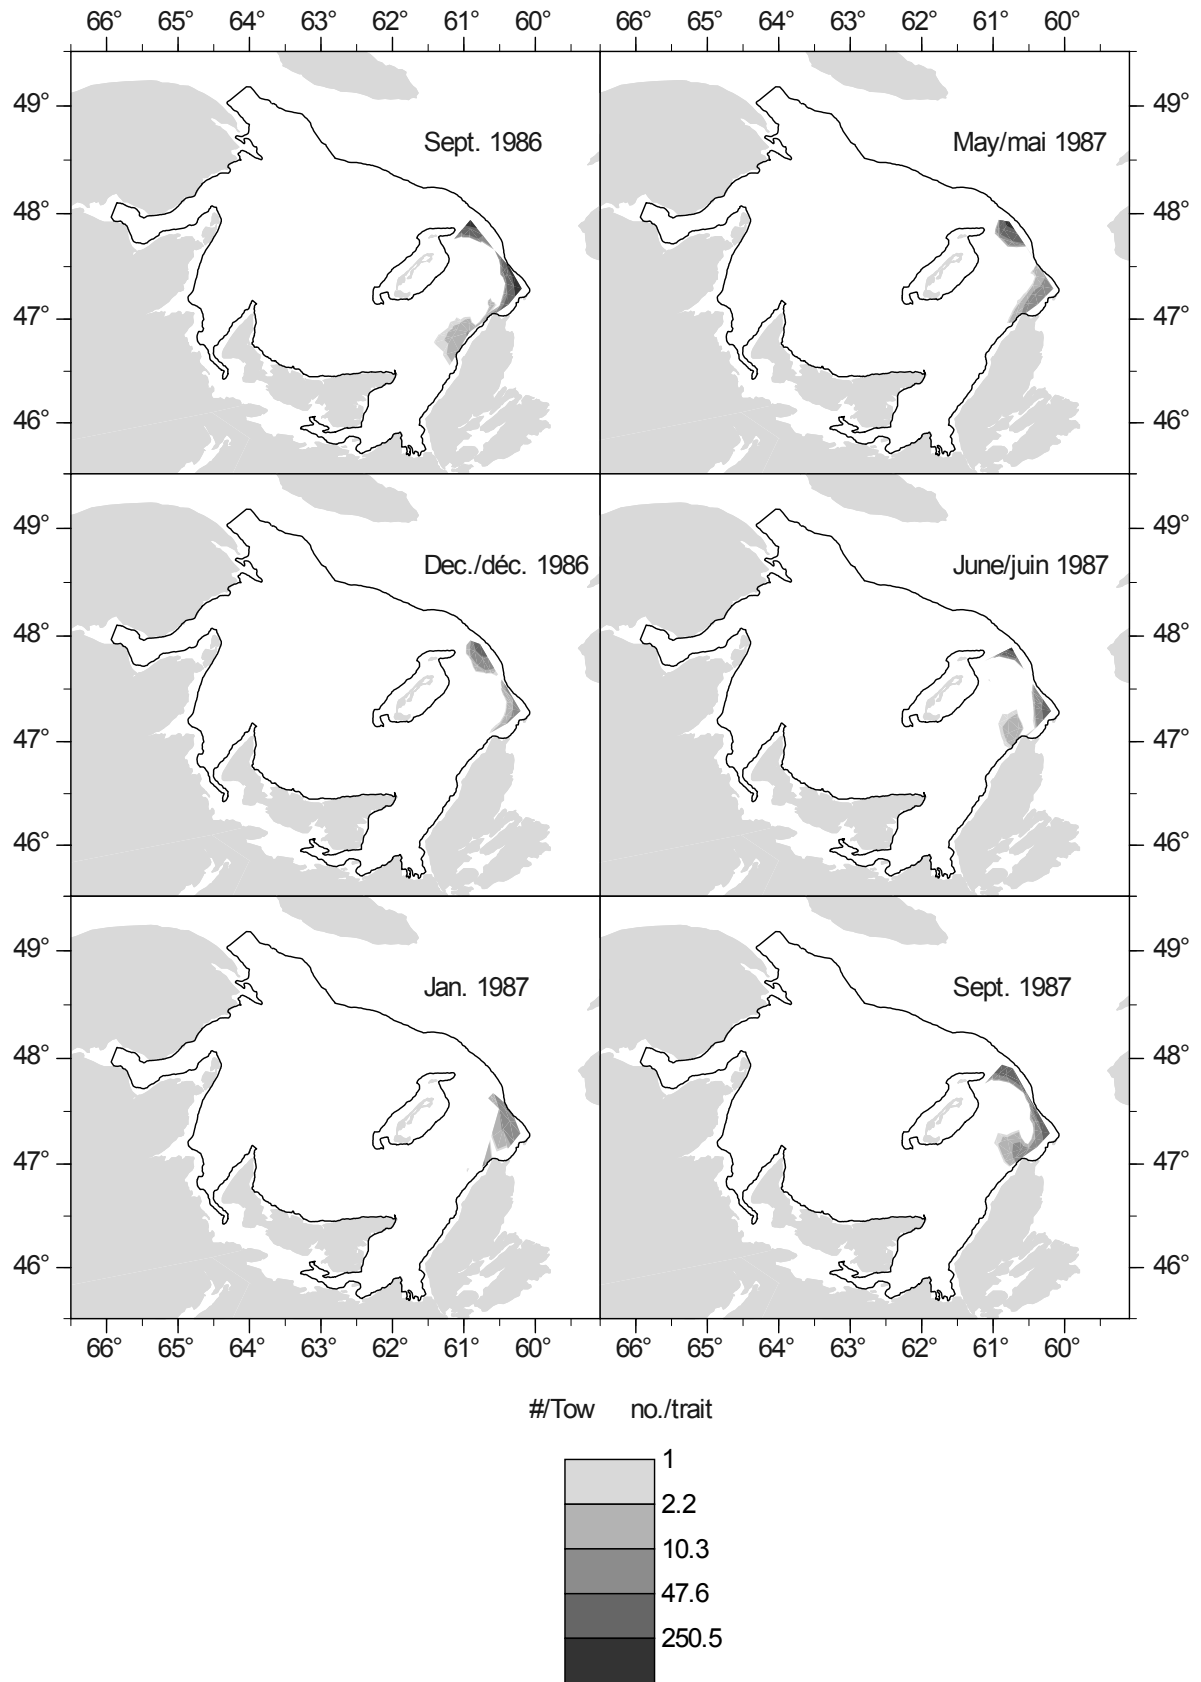 66° 65° 64° 63° 62° 61° 60° 66° 65° 64° 63° 62° 61° 60°
49° 49°
Sept. 1986 May/mai 1987
48° 48°
47° 47°
46° 46°
49° 49°
Dec./déc. 1986 June/juin 1987
48° 48°
47° 47°
46° 46°
49° 49°
Jan. 1987 Sept. 1987
48° 48°
47° 47°
46° 46°
66° 65° 64° 63° 62° 61° 60° 66° 65° 64° 63° 62° 61° 60°
#/Tow no./trait
1
2.2
10.3
47.6
250.5